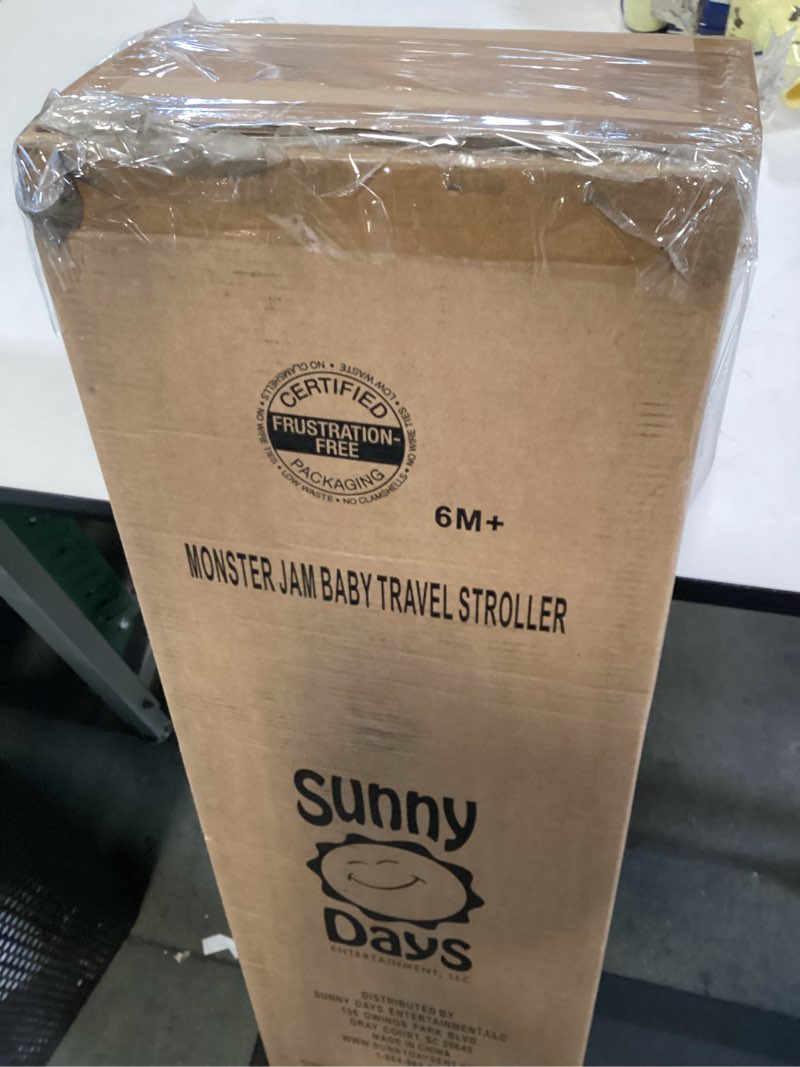 NO CLAMSHELLS • LOW WASTE • NO WIRE TIES •
CERTIFIED
FRUSTRATION-
FREE
PACKAGING
NO WIRE TIES • LOW WASTE • NO CLAMSHELLS •
6M+
MONSTER JAM BABY TRAVEL STROLLER
Sunny
Days
ENTERTAINMENT, LLC
DISTRIBUTED BY
SUNNY DAYS ENTERTAINMENT,LLC
OWINGS PARK BLVD
GRAY COURT, SC 29645
MADE IN CHINA